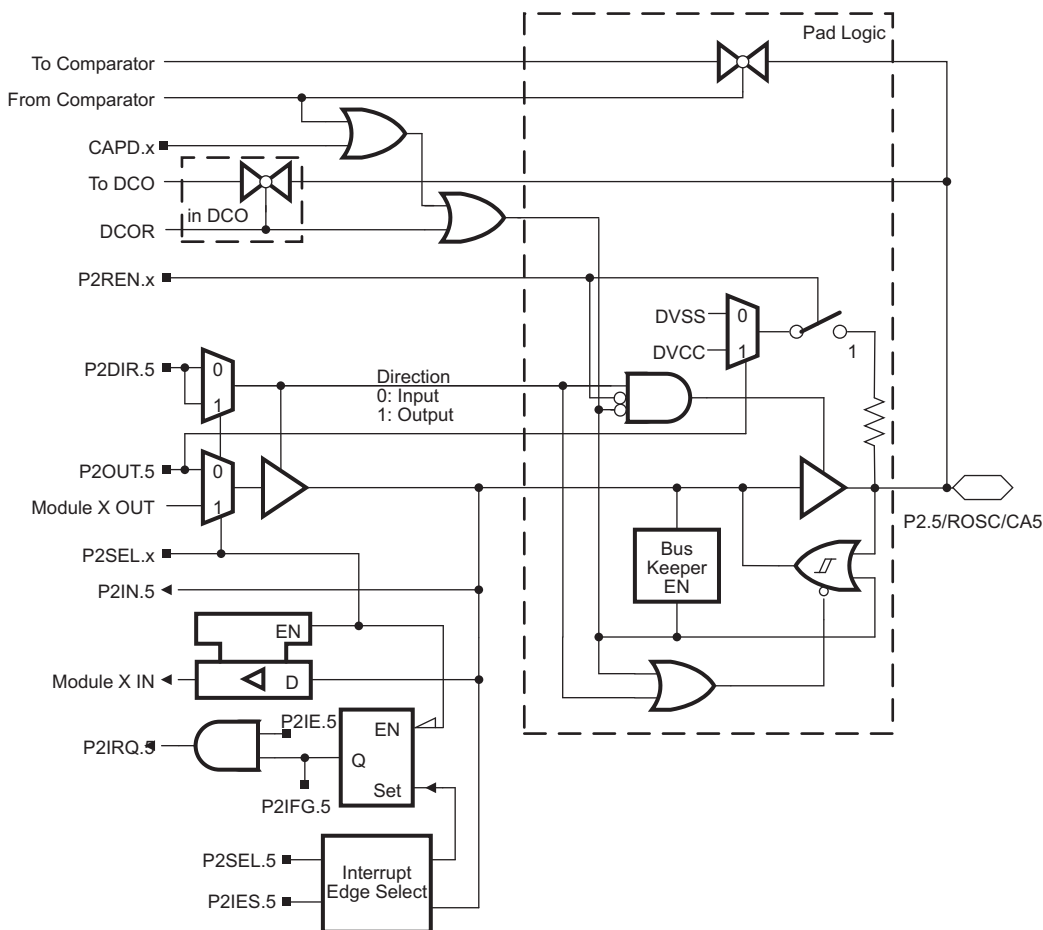 Pad Logic
To Comparator
From Comparator
CAPD.x
To DCO
in DCO
DCOR
P2REN.x
DVSS
0
DVCC
1
1
P2DIR.5
0
1
Direction
0: Input
1: Output
P2OUT.5
0
Module X OUT
1
P2.5/ROSC/CA5
P2SEL.x
Bus
Keeper
EN
P2IN.5
EN
Module X IN
D
P2IE.5
EN
P2IRQ.5
Q
Set
P2IFG.5
P2SEL.5
Interrupt
Edge Select
P2IES.5